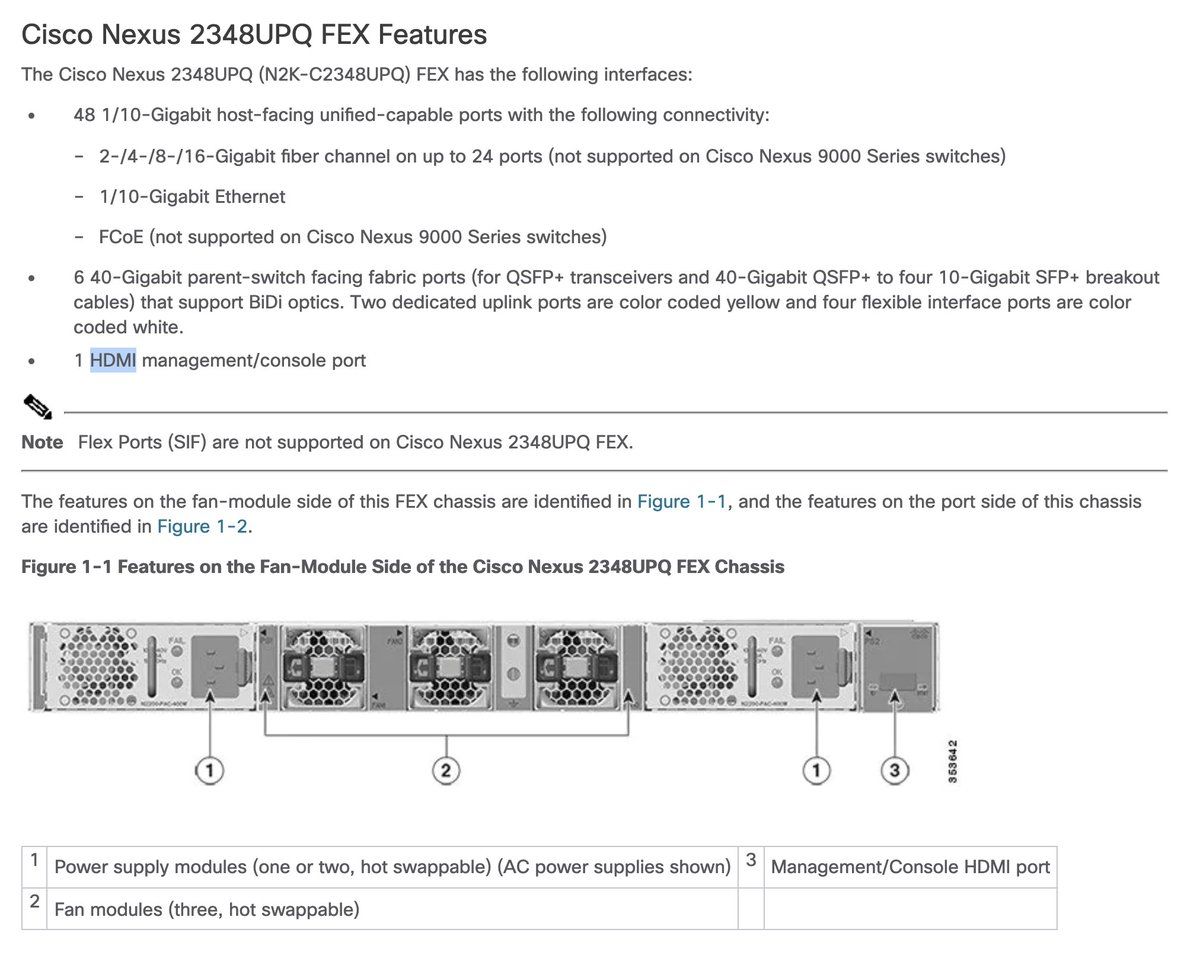 Cisco Nexus 2348UPQ FEX Features
The Cisco Nexus 2348UPQ (N2K-C2348UPQ) FEX has the following interfaces:
• 48 1/10-Gigabit host-facing unified-capable ports with the following connectivity:
– 2-/4-/8-/16-Gigabit fiber channel on up to 24 ports (not supported on Cisco Nexus 9000 Series switches)
– 1/10-Gigabit Ethernet
– FCoE (not supported on Cisco Nexus 9000 Series switches)
• 6 40-Gigabit parent-switch facing fabric ports (for QSFP+ transceivers and 40-Gigabit QSFP+ to four 10-Gigabit SFP+ breakout
cables) that support BiDi optics. Two dedicated uplink ports are color coded yellow and four flexible interface ports are color
coded white.
• 1 HDMI management/console port
Note Flex Ports (SIF) are not supported on Cisco Nexus 2348UPQ FEX.
The features on the fan-module side of this FEX chassis are identified in Figure 1-1, and the features on the port side of this chassis
are identified in Figure 1-2.
Figure 1-1 Features on the Fan-Module Side of the Cisco Nexus 2348UPQ FEX Chassis
FAIL
OK
N2200-PAC-400W
PS1
FAN2
FAN1
FAIL
OK
N2200-PAC-400W
PS2
1
2
1
3
353642
1 Power supply modules (one or two, hot swappable) (AC power supplies shown) 3 Management/Console HDMI port
2 Fan modules (three, hot swappable)